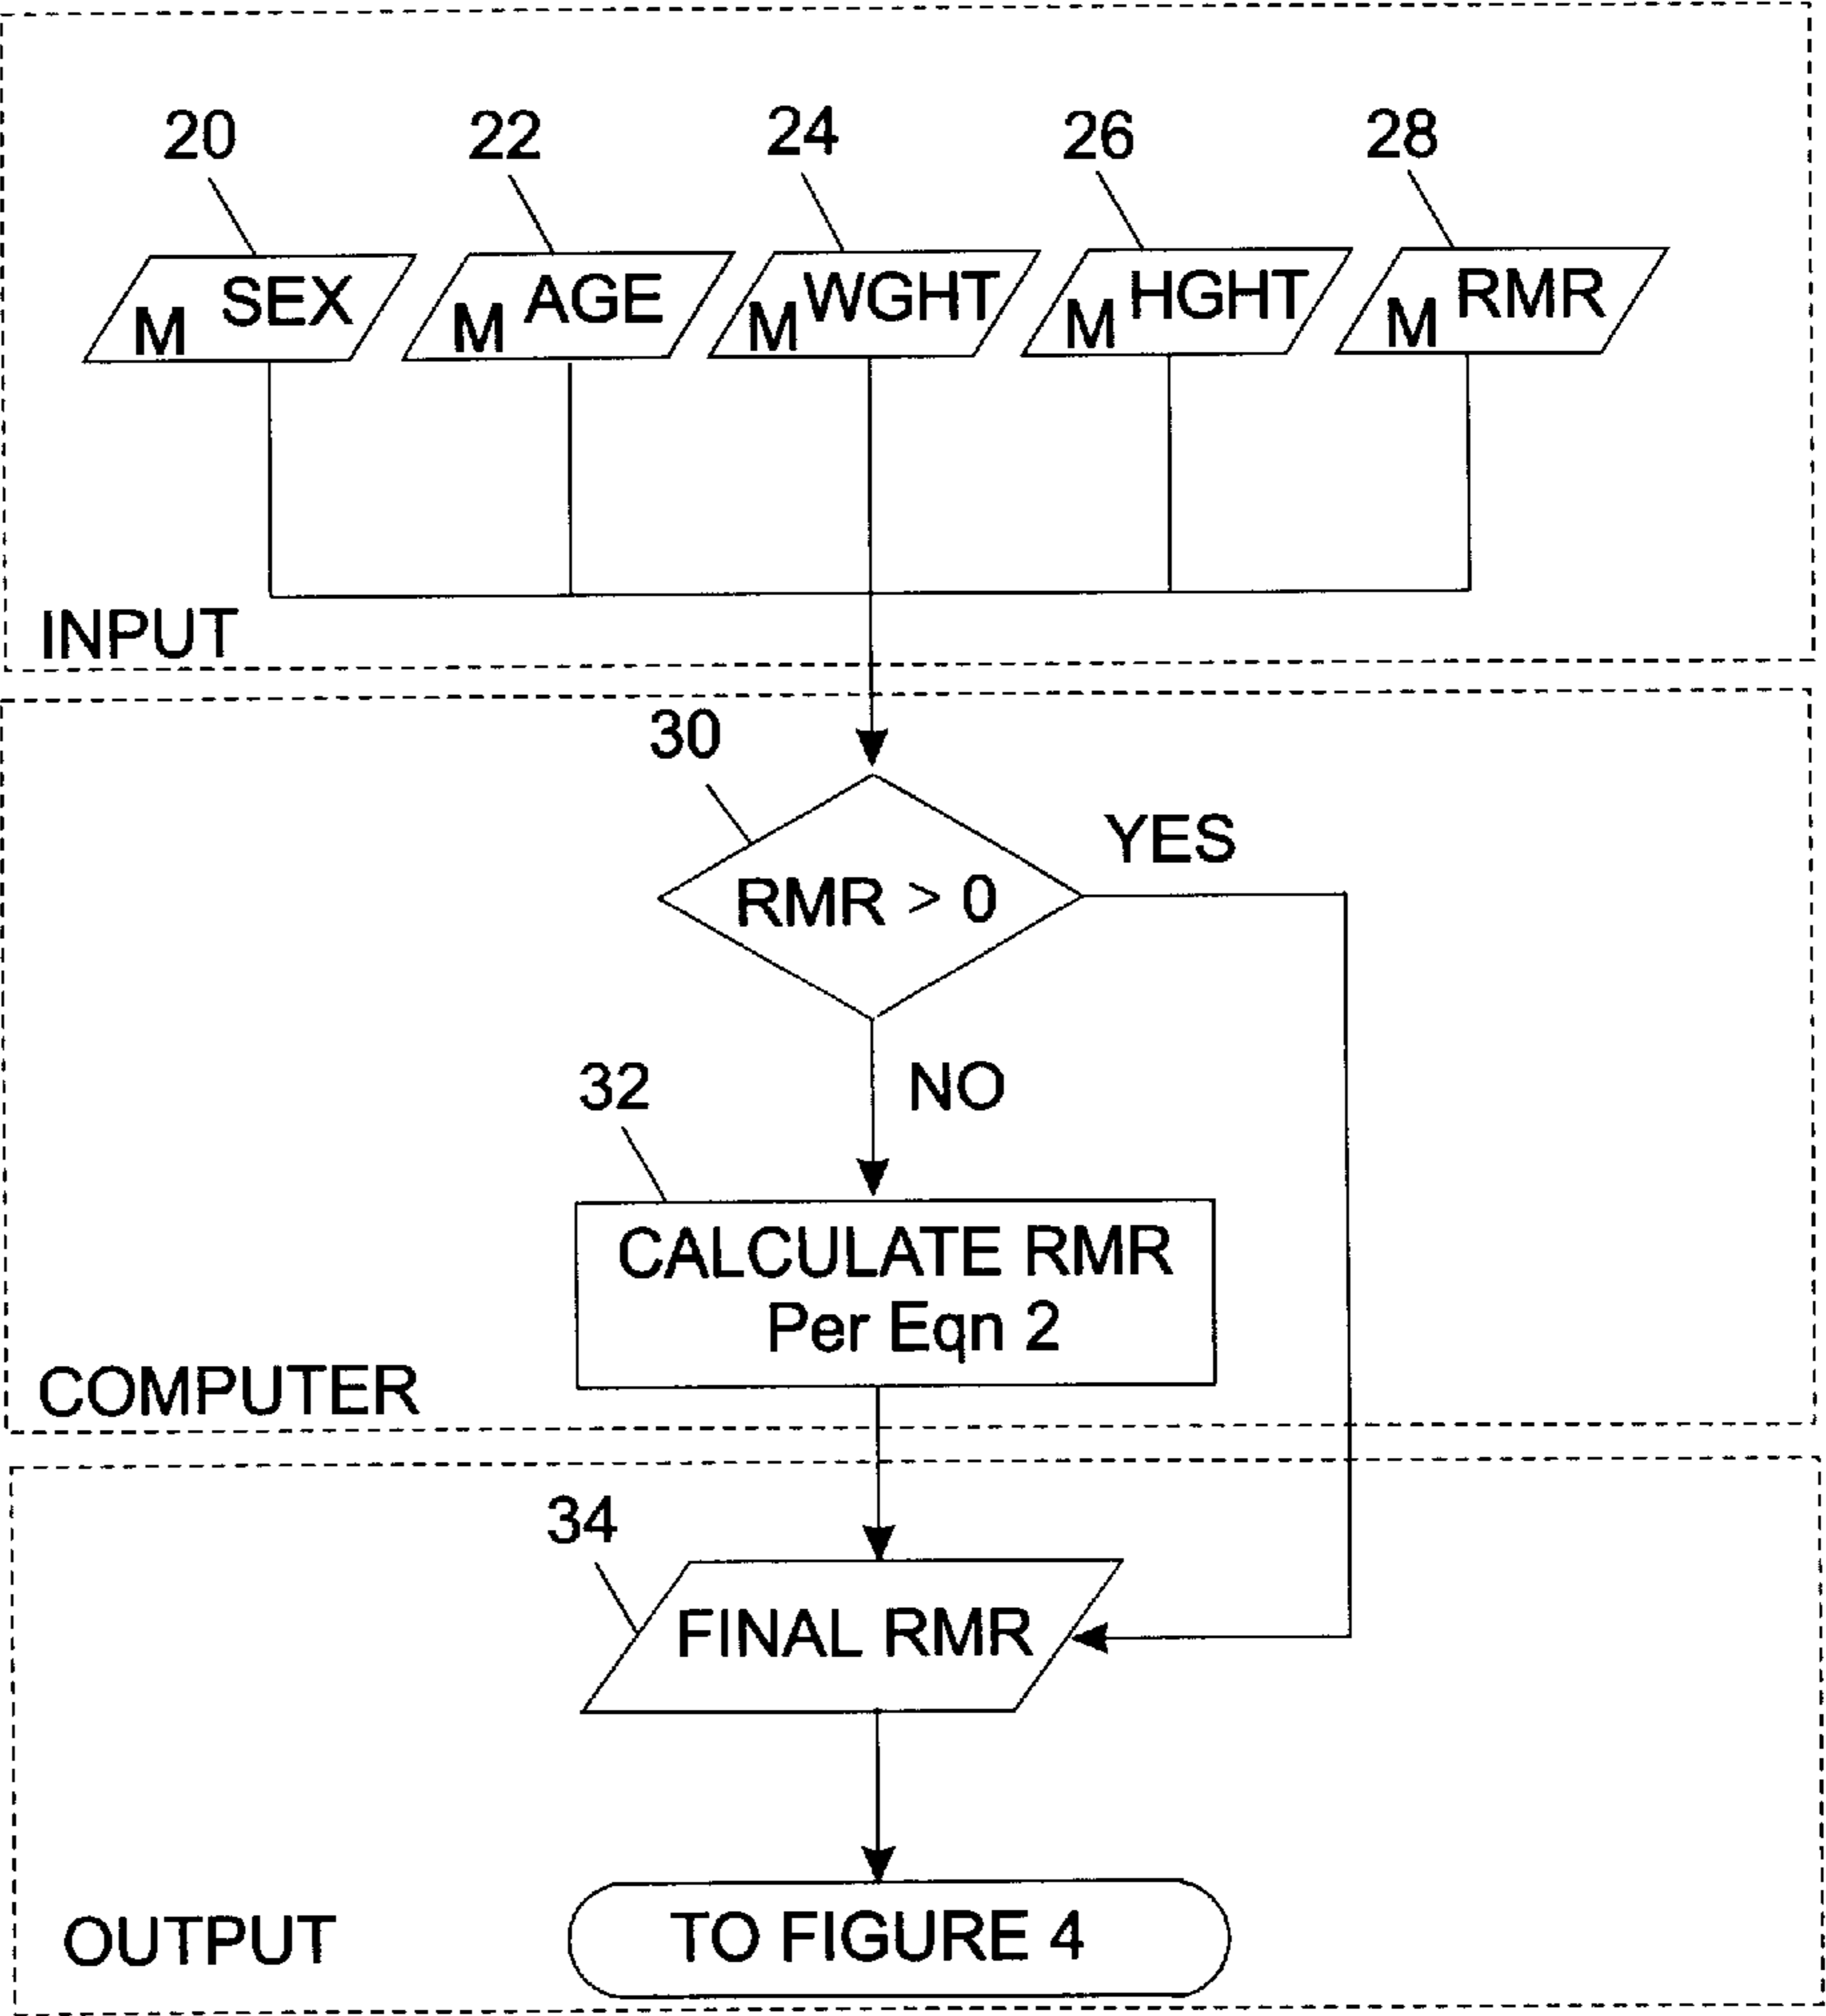 20 22 24 26 28
M SEX M AGE M WGHT M HGHT M RMR
INPUT
30
YES
RMR > 0
32 NO
CALCULATE RMR
Per Eqn 2
COMPUTER
34
FINAL RMR
OUTPUT
TO FIGURE 4